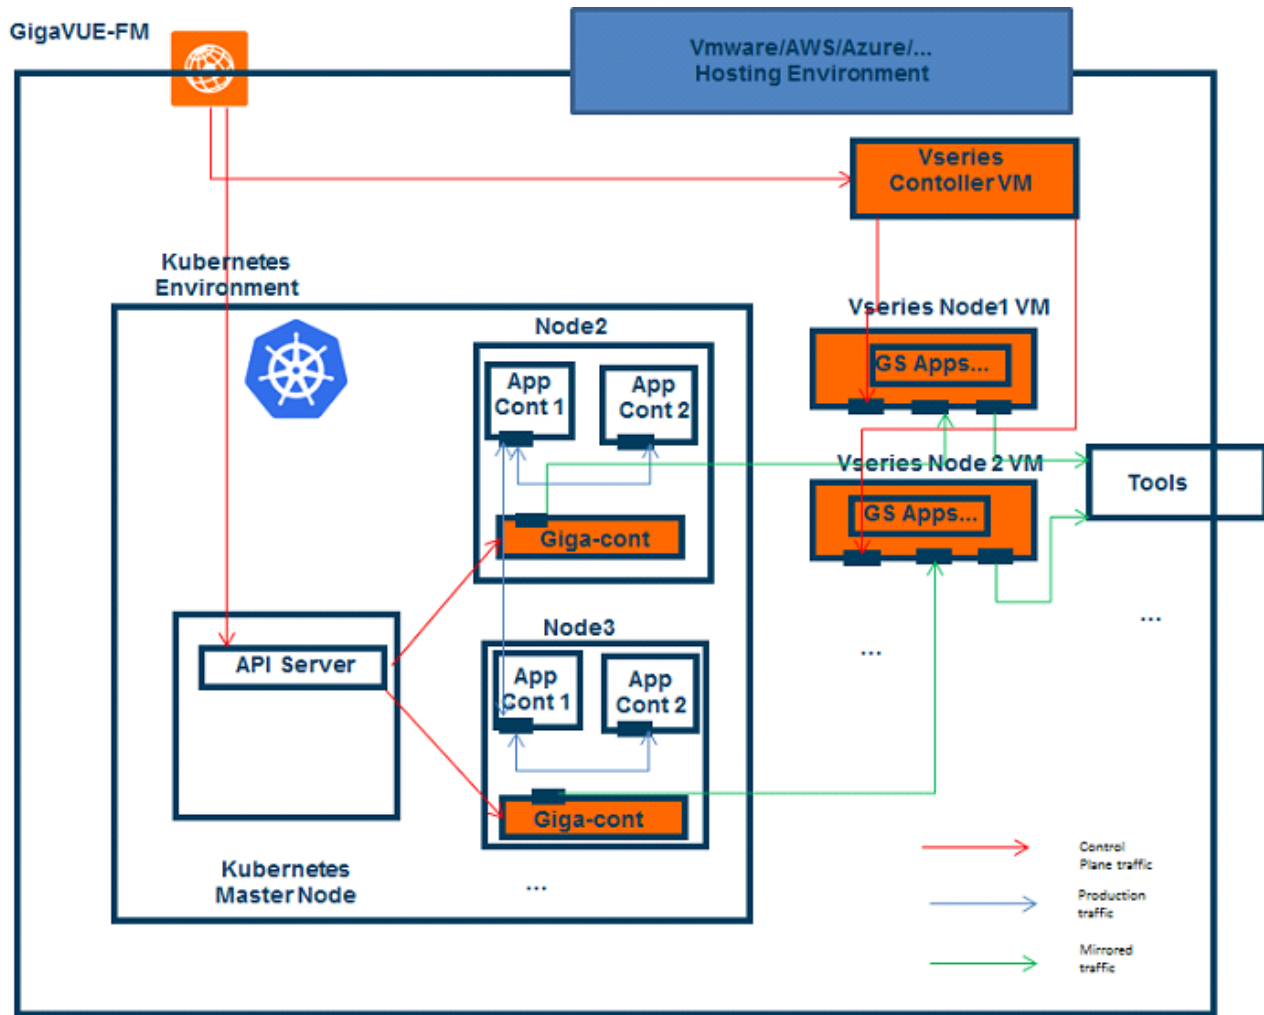 GigaVUE-FM
Vmware/AWS/Azure/...
Hosting Environment
Vseries
Contoller VM
Kubernetes
Environment
Vseries Node1 VM
GS Apps...
Node2
App
Cont 1
App
Cont 2
Vseries Node 2 VM
GS Apps...
Tools
Giga-cont
...
...
Node3
API Server
App
Cont 1
App
Cont 2
Giga-cont
Kubernetes
Master Node
...
Control
Plane traffic
Production
traffic
Mirrored
traffic